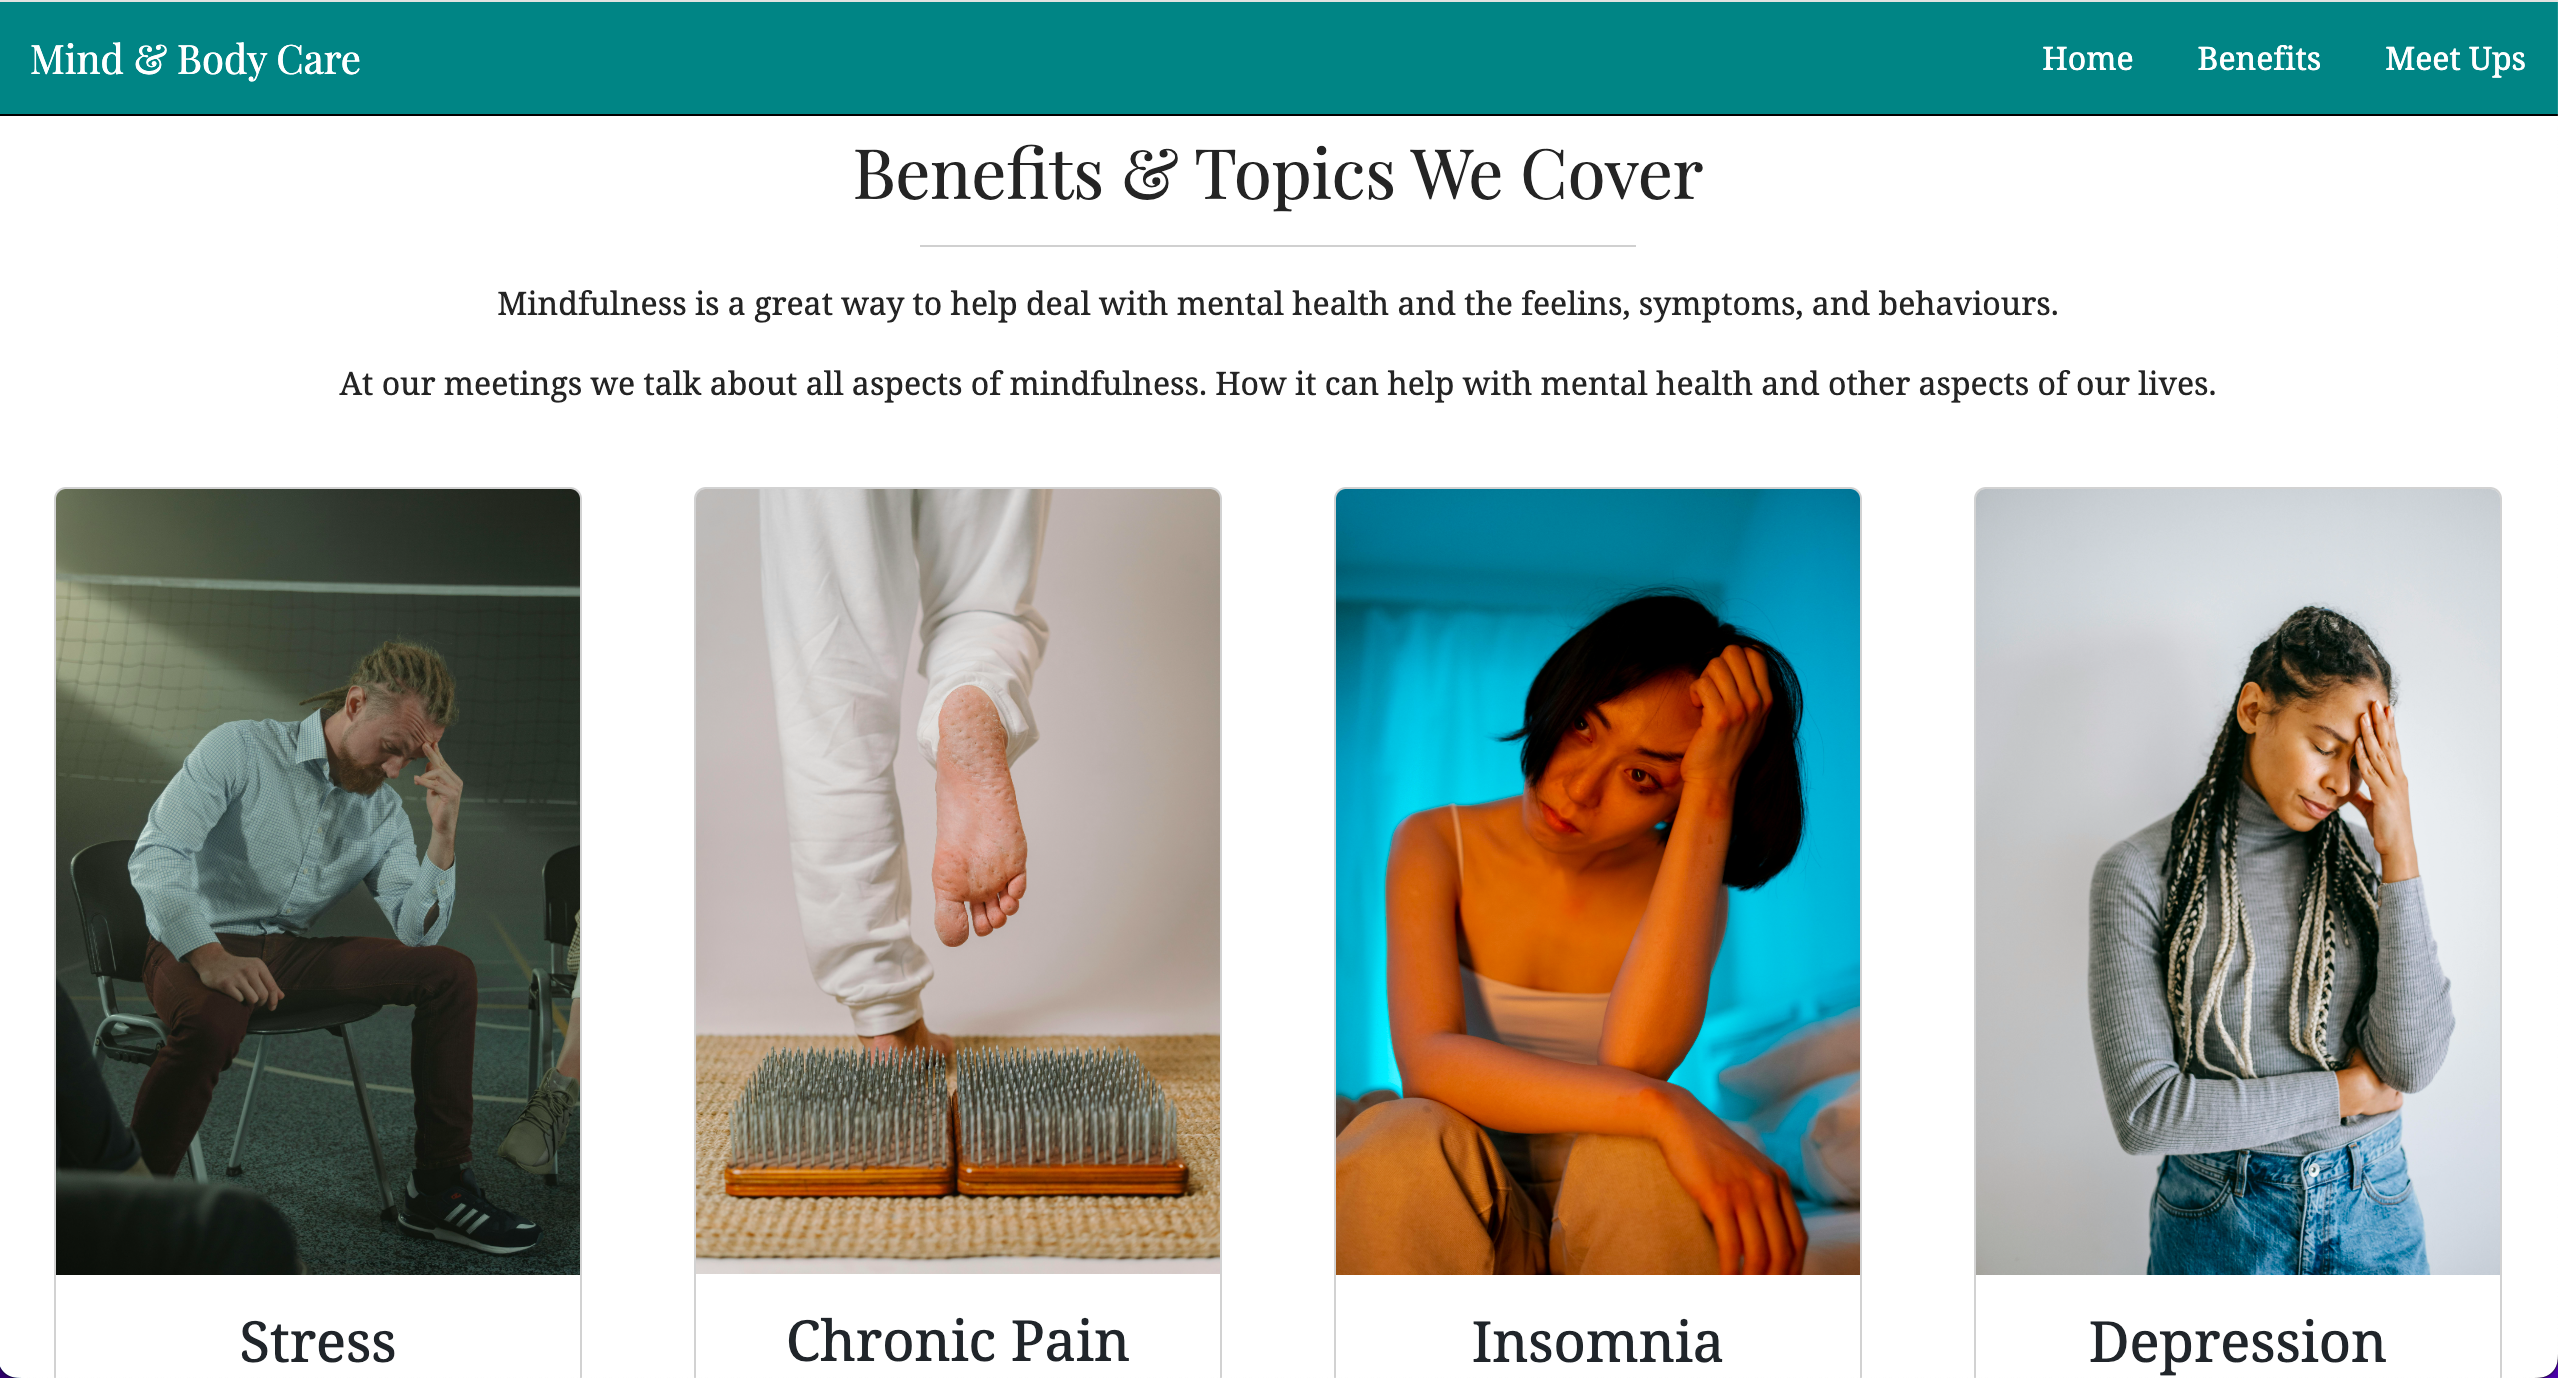 Mind & Body Care
Home
Benefits
Meet Ups
Benefits & Topics We Cover
Mindfulness is a great way to help deal with mental health and the feelins, symptoms, and behaviours.
At our meetings we talk about all aspects of mindfulness. How it can help with mental health and other aspects of our lives.
Stress
Chronic Pain
Insomnia
Depression